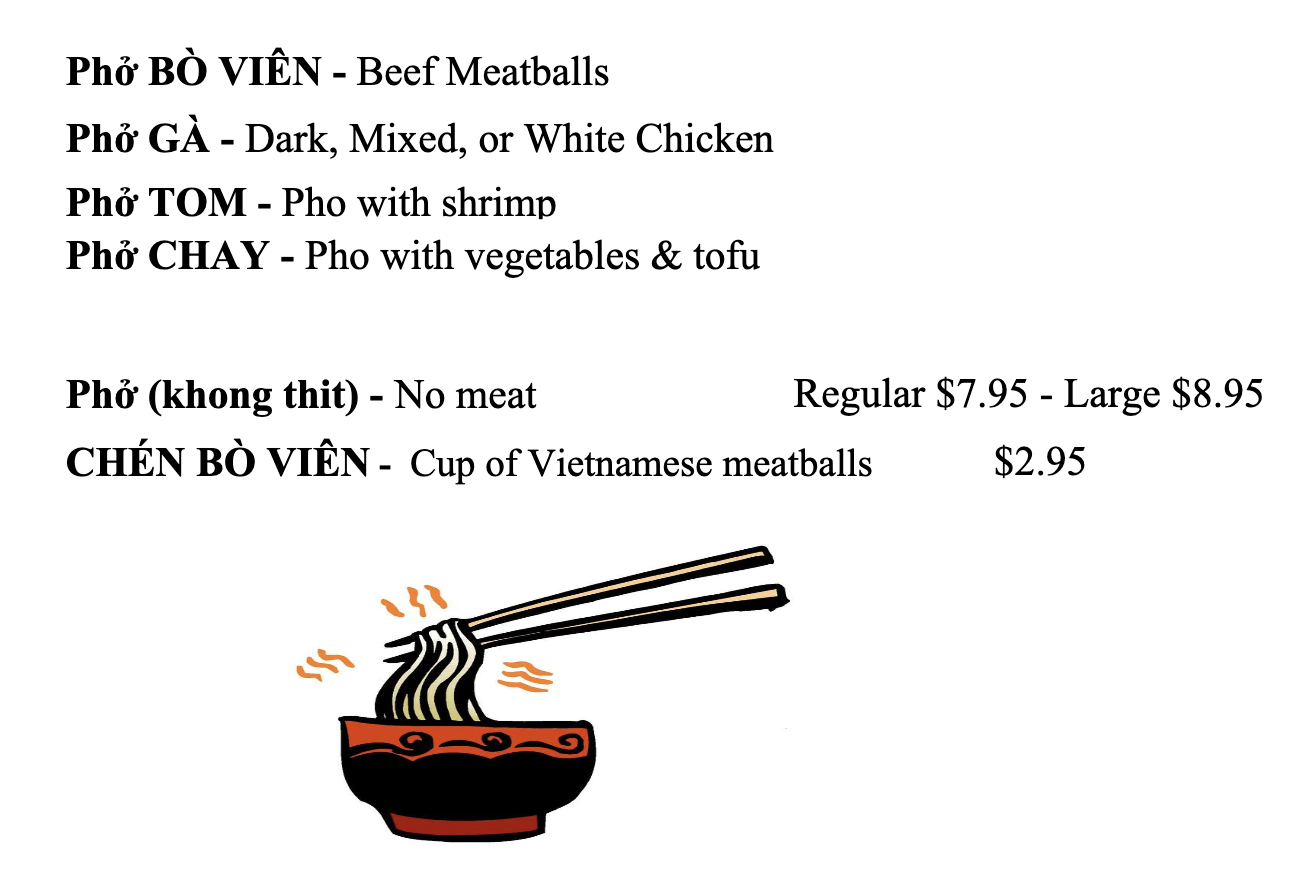 Phở BÒ VIÊN - Beef Meatballs
Phở GÀ - Dark, Mixed, or White Chicken
Phở TOM - Pho with shrimp
Phở CHAY - Pho with vegetables & tofu
Phở (khong thit) - No meat Regular $7.95 - Large $8.95
CHÉN BÒ VIÊN - Cup of Vietnamese meatballs $2.95